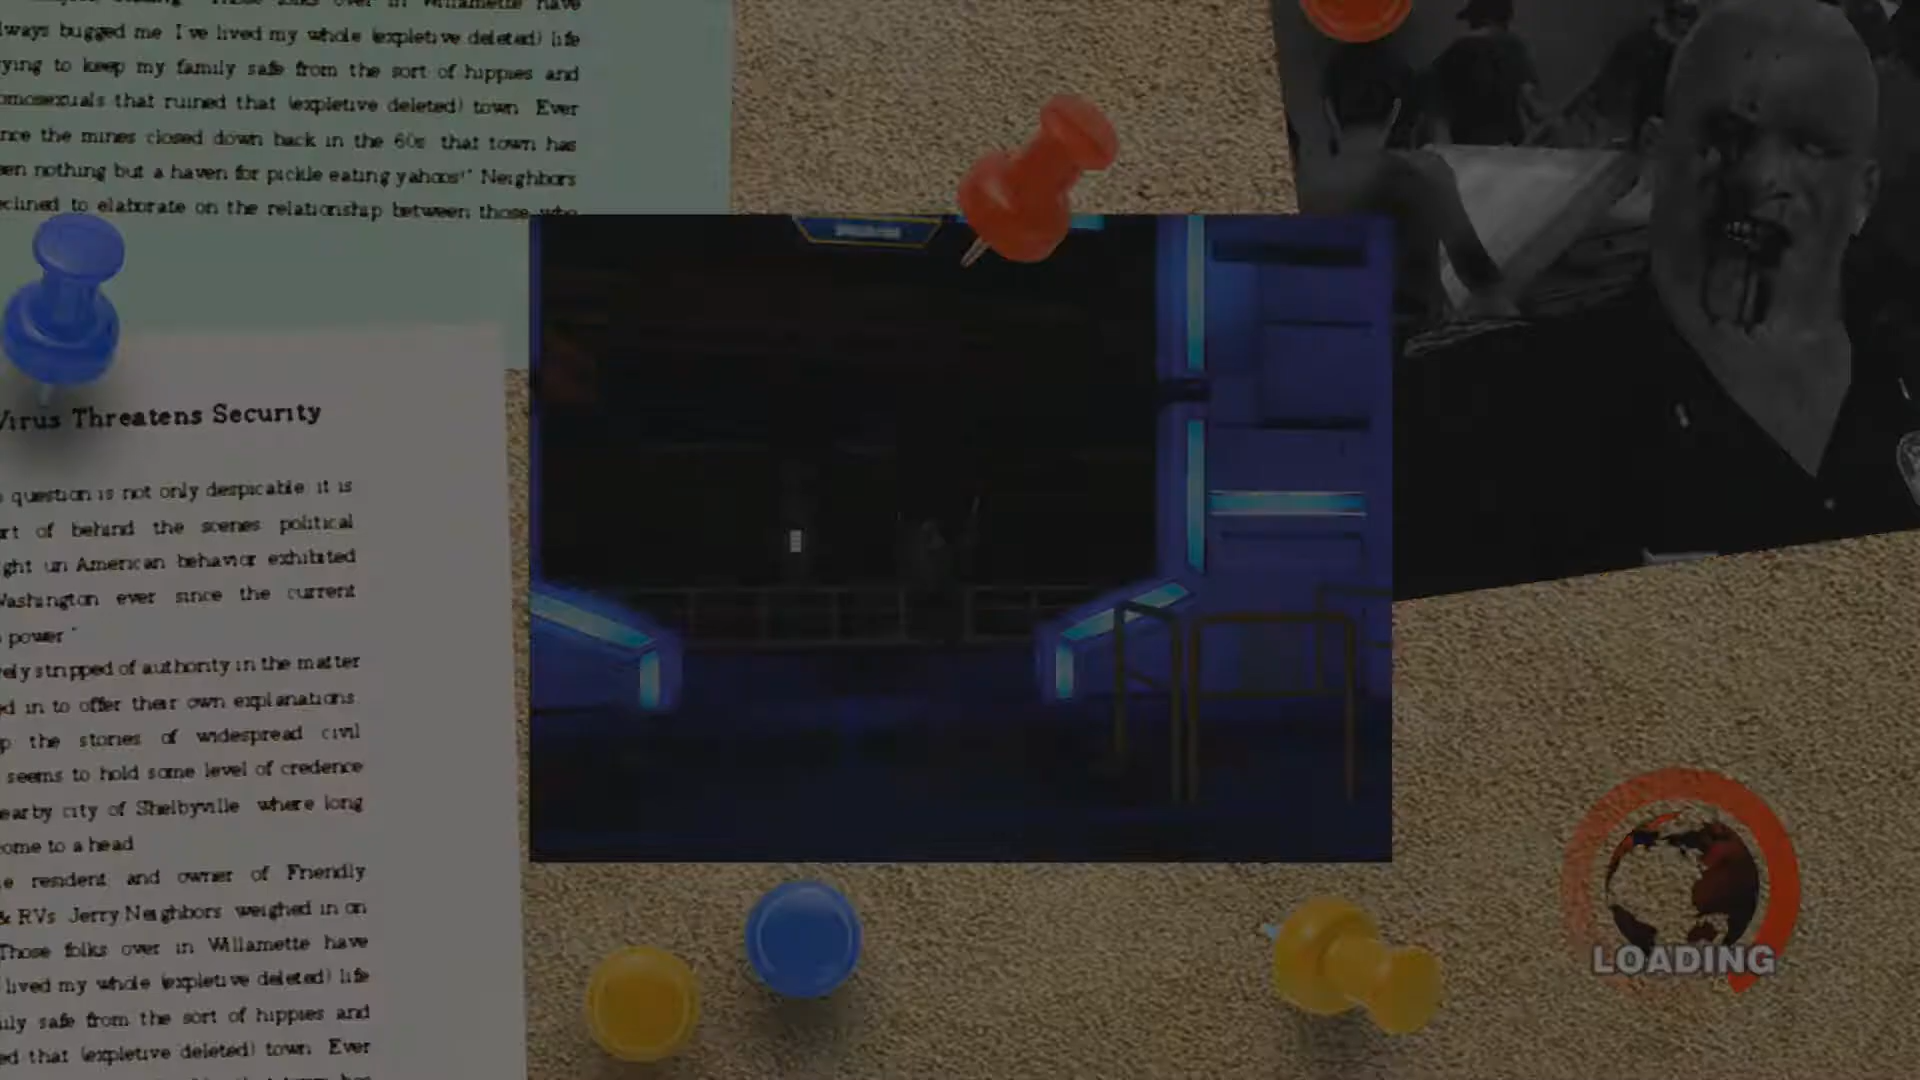 Those folks over in Willamette have
lways bugged me I've lived my whole (expletive deleted) life
ying to keep my family safe from the sort of hippies and
omosexuals that ruined that (expletive deleted) town Ever
nce the mines closed down back in the 60s that town has
een nothing but a haven for pickle eating yahoos!" Neighbors
eclined to elaborate on the relationship between those who
Virus Threatens Security
question is not only despicable it is
rt of behind the scenes political
ght un American behavior exhibited
Washington ever since the current
power "
ely stripped of authority in the matter
ed in to offer their own explanations
p the stories of widespread civil
seems to hold some level of credence
earby city of Shelbyville where long
ome to a head
e resident and owner of Friendly
& RVs Jerry Neighbors weighed in on
Those folks over in Willamette have
lived my whole (expletive deleted) life
ily safe from the sort of hippies and
ed that (expletive deleted) town Ever
LOADING